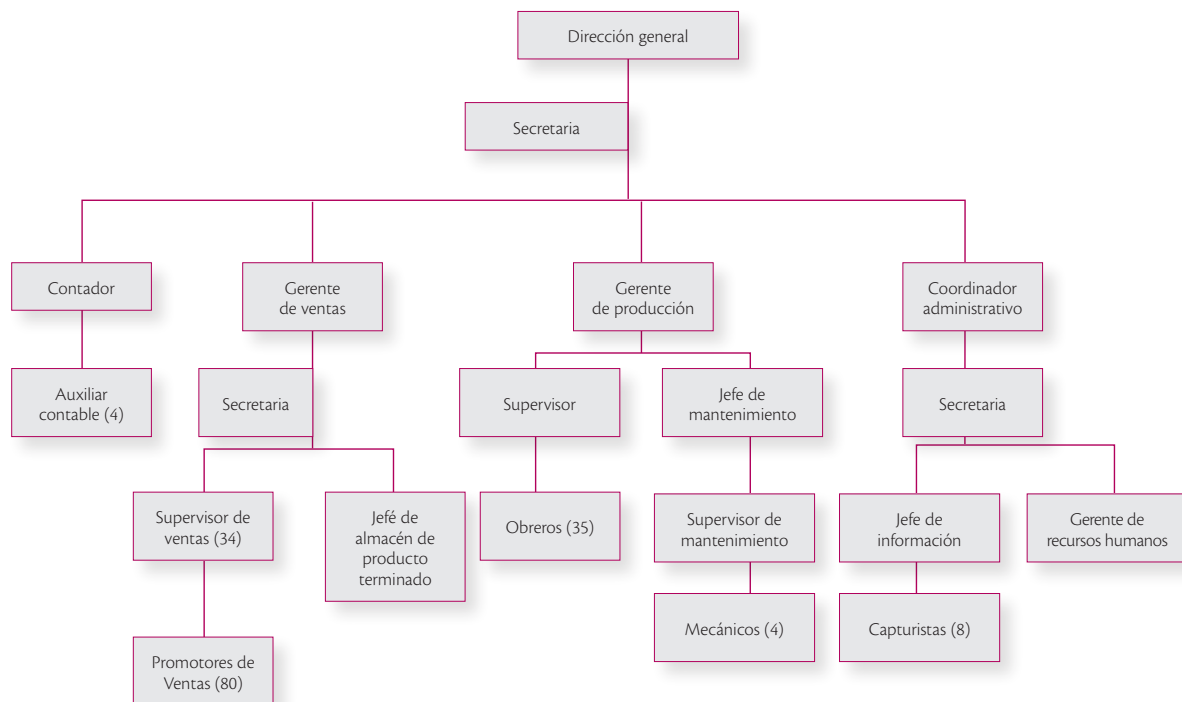 Dirección general
Secretaria
Contador
Gerente
de ventas
Gerente
de producción
Coordinador
administrativo
Auxiliar
contable (4)
Secretaria
Supervisor
Jefe de
mantenimiento
Secretaria
Supervisor de
ventas (34)
Jefé de
almacén de
producto
terminado
Obreros (35)
Supervisor de
mantenimiento
Jefe de
información
Gerente de
recursos humanos
Mecánicos (4)
Capturistas (8)
Promotores de
Ventas (80)